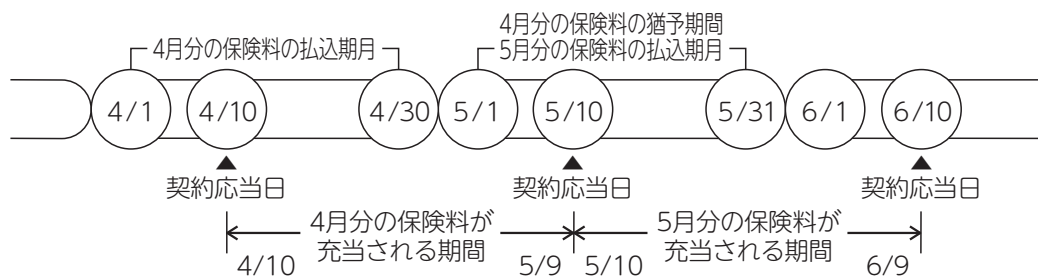 4月分の保険料の払込期月
4月分の保険料の猶予期間
5月分の保険料の払込期月
4/1
4/10
4/30
5/1
5/10
5/31
6/1
6/10
契約応当日
契約応当日
契約応当日
4月分の保険料が
充当される期間
5月分の保険料が
充当される期間
4/10
5/9
5/10
6/9